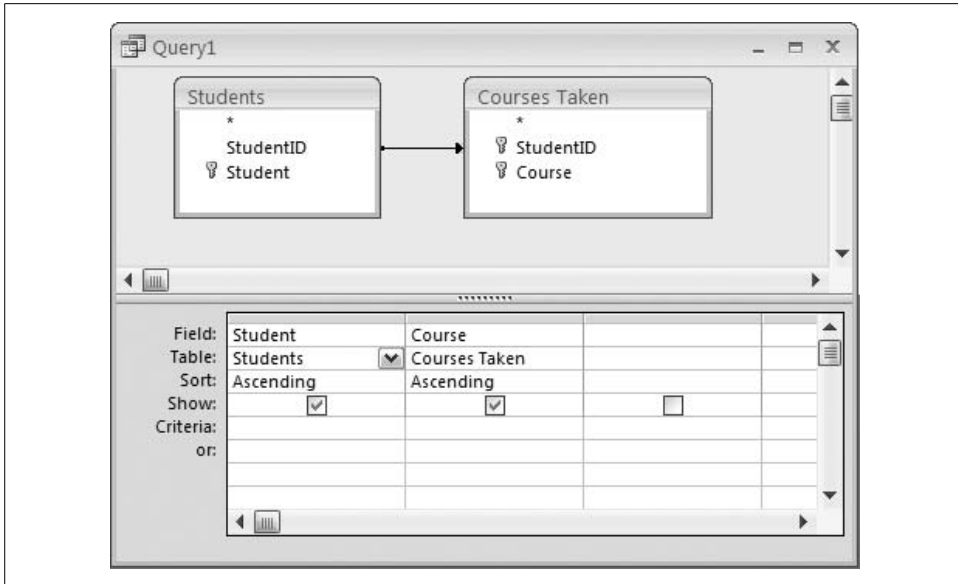 Query1
Students
*
StudentID
Student
Courses Taken
*
StudentID
Course
Field: Student Course
Table: Students Courses Taken
Sort: Ascending Ascending
Show:
Criteria:
or: